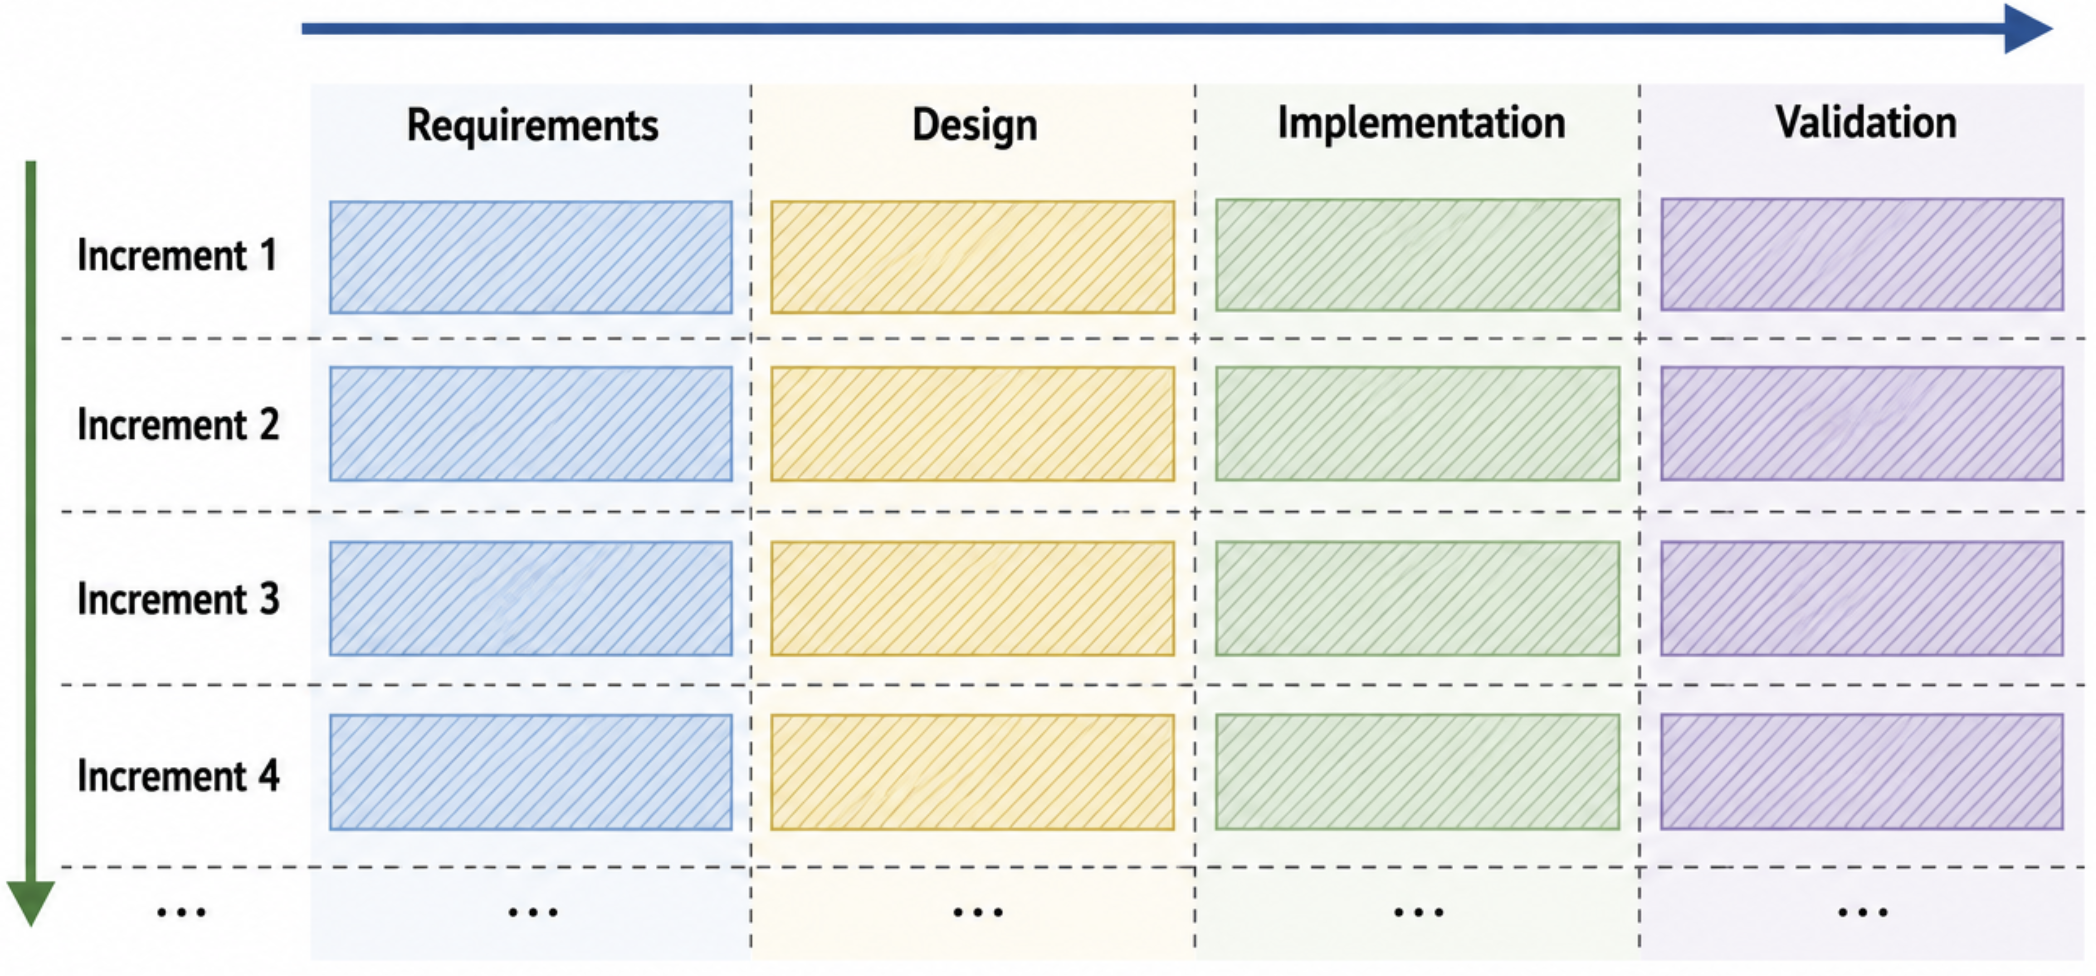 Requirements Design Implementation Validation
Increment 1
Increment 2
Increment 3
Increment 4
... ... ... ... ...